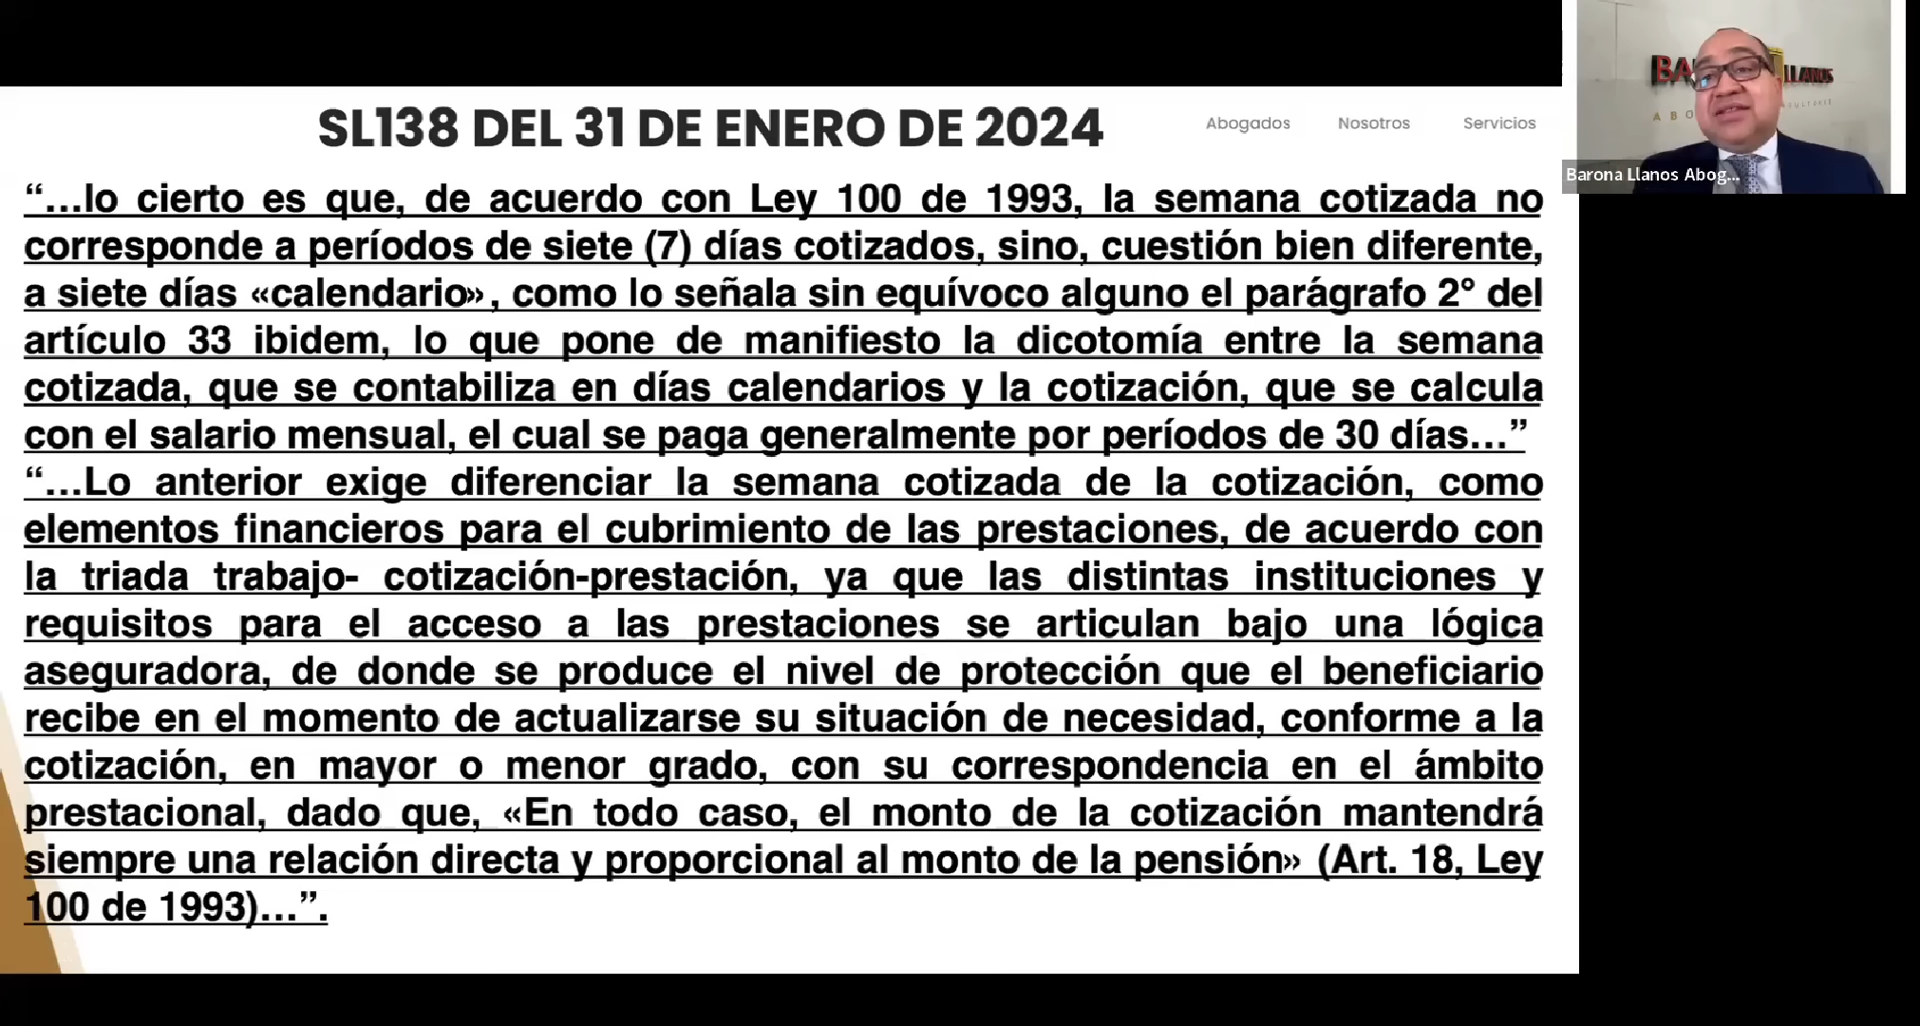 SL138 DEL 31 DE ENERO DE 2024
Abogados
Nosotros
Servicios
“…lo cierto es que, de acuerdo con Ley 100 de 1993, la semana cotizada no
corresponde a períodos de siete (7) días cotizados, sino, cuestión bien diferente,
a siete días «calendario», como lo señala sin equívoco alguno el parágrafo 2° del
artículo 33 ibidem, lo que pone de manifiesto la dicotomía entre la semana
cotizada, que se contabiliza en días calendarios y la cotización, que se calcula
con el salario mensual, el cual se paga generalmente por períodos de 30 días…”
“…Lo anterior exige diferenciar la semana cotizada de la cotización, como
elementos financieros para el cubrimiento de las prestaciones, de acuerdo con
la triada trabajo- cotización-prestación, ya que las distintas instituciones y
requisitos para el acceso a las prestaciones se articulan bajo una lógica
aseguradora, de donde se produce el nivel de protección que el beneficiario
recibe en el momento de actualizarse su situación de necesidad, conforme a la
cotización, en mayor o menor grado, con su correspondencia en el ámbito
prestacional, dado que, «En todo caso, el monto de la cotización mantendrá
siempre una relación directa y proporcional al monto de la pensión» (Art. 18, Ley
100 de 1993)…”.
LLANOS
Barona Llanos Abog...